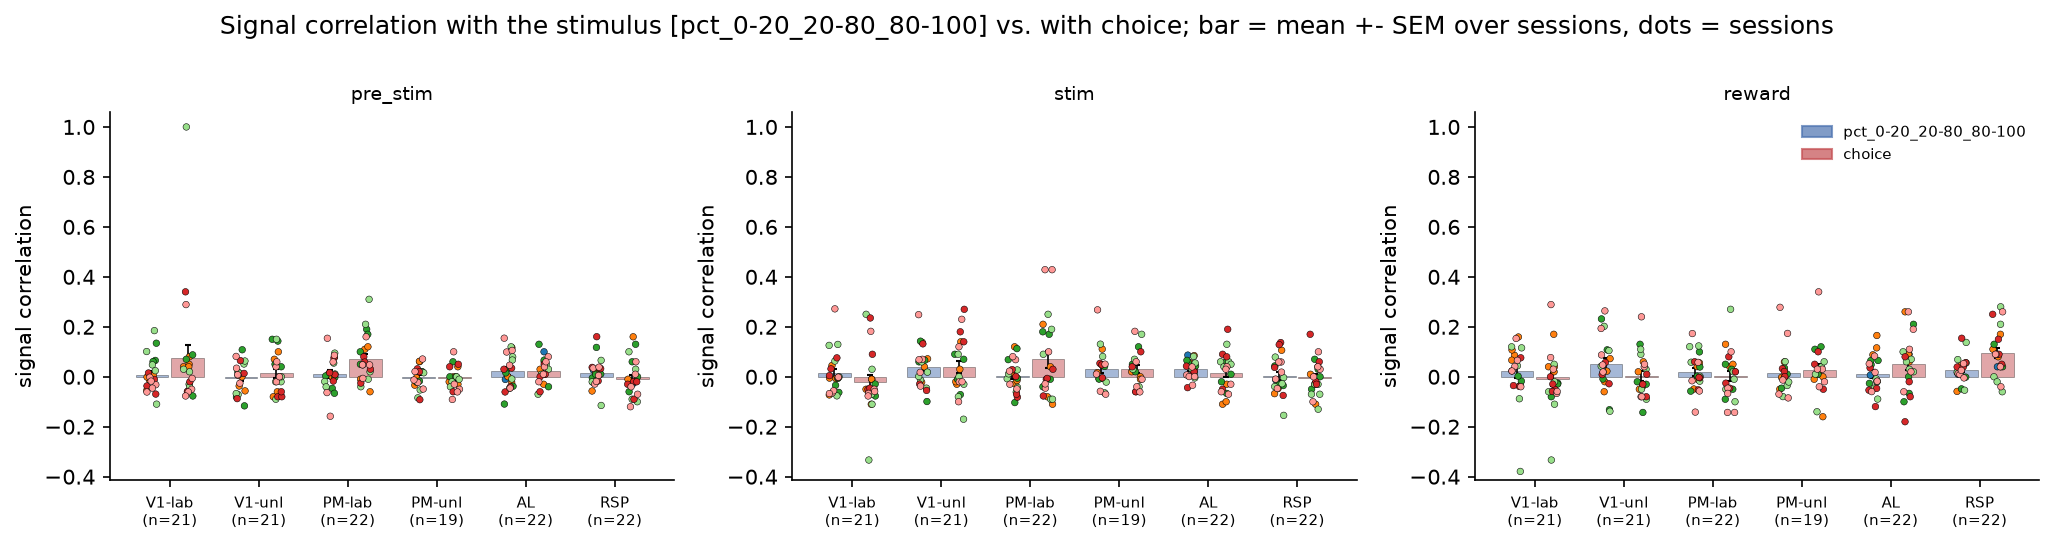 Signal correlation with the stimulus [pct_0-20_20-80_80-100] vs. with choice; bar = mean +- SEM over sessions, dots = sessions
pre_stim
signal correlation
1.0
0.8
0.6
0.4
0.2
0.0
−0.2
−0.4
V1-lab (n=21)
V1-unl (n=21)
PM-lab (n=22)
PM-unl (n=19)
AL (n=22)
RSP (n=22)
stim
signal correlation
1.0
0.8
0.6
0.4
0.2
0.0
−0.2
−0.4
V1-lab (n=21)
V1-unl (n=21)
PM-lab (n=22)
PM-unl (n=19)
AL (n=22)
RSP (n=22)
reward
signal correlation
1.0
0.8
0.6
0.4
0.2
0.0
−0.2
−0.4
pct_0-20_20-80_80-100
choice
V1-lab (n=21)
V1-unl (n=21)
PM-lab (n=22)
PM-unl (n=19)
AL (n=22)
RSP (n=22)